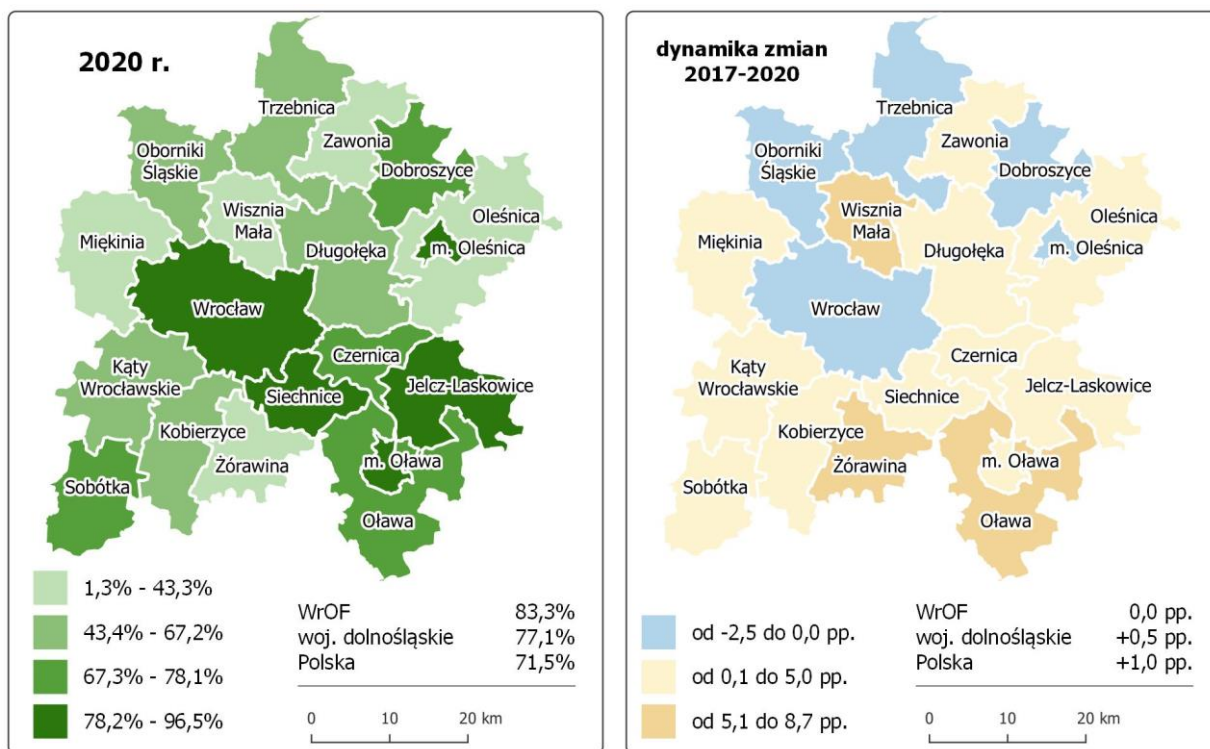 2020 r.
Trzebnica
Zawonia
Oborniki
Śląskie
Dobroszyce
Wisznia
Mała
Oleśnica
Miękinia
Długołęka
m. Oleśnica
Wrocław
Czernica
Kąty
Wrocławskie
Siechnice
Jelcz-Laskowice
Kobierzyce
Żórawina
m. Oława
Sobótka
Oława
1,3% - 43,3%
43,4% - 67,2%
67,3% - 78,1%
78,2% - 96,5%
WrOF 83,3%
woj. dolnośląskie 77,1%
Polska 71,5%
0 10 20 km
dynamika zmian
2017-2020
Trzebnica
Zawonia
Oborniki
Śląskie
Dobroszyce
Wisznia
Mała
Oleśnica
Miękinia
Długołęka
m. Oleśnica
Wrocław
Czernica
Kąty
Wrocławskie
Siechnice
Jelcz-Laskowice
Kobierzyce
Żórawina
m. Oława
Sobótka
Oława
od -2,5 do 0,0 pp.
od 0,1 do 5,0 pp.
od 5,1 do 8,7 pp.
WrOF 0,0 pp.
woj. dolnośląskie +0,5 pp.
Polska +1,0 pp.
0 10 20 km